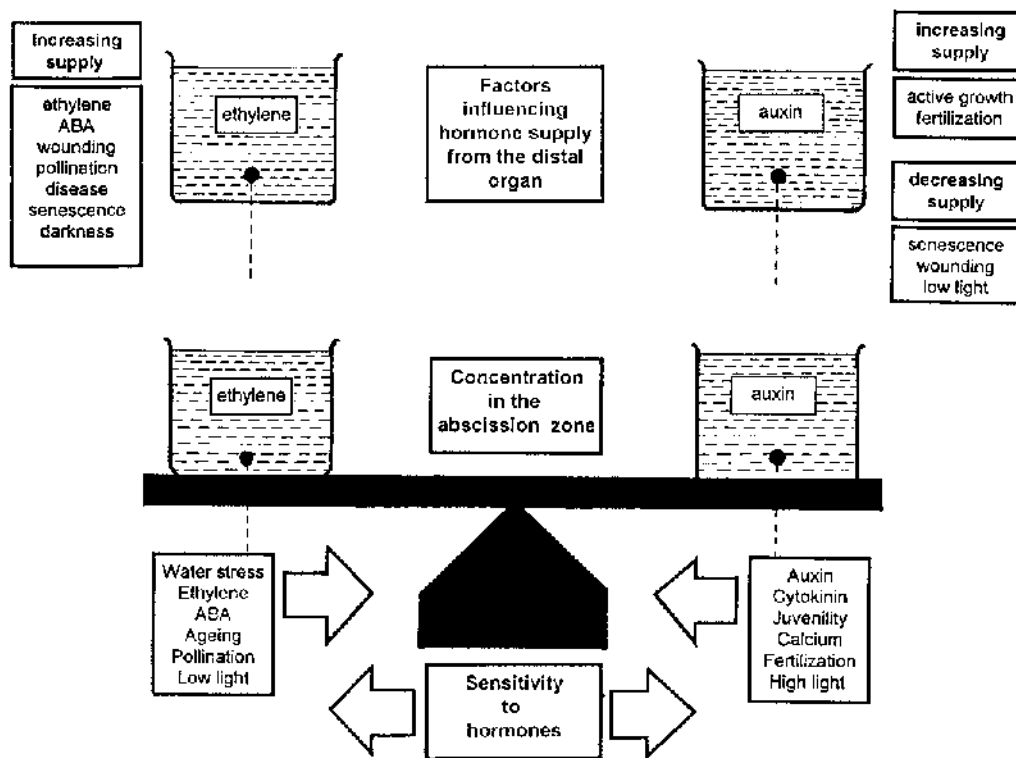 Increasing
supply
ethylene
ABA
wounding
pollination
disease
senescence
darkness
ethylene
Factors
influencing
hormone supply
from the distal
organ
auxin
increasing
supply
active growth
fertilization
decreasing
supply
senescence
wounding
low light
ethylene
Concentration
in the
abscission zone
auxin
Water stress
Ethylene
ABA
Ageing
Pollination
Low light
Auxin
Cytokinin
Juvenility
Calcium
Fertilization
High light
Sensitivity
to
hormones